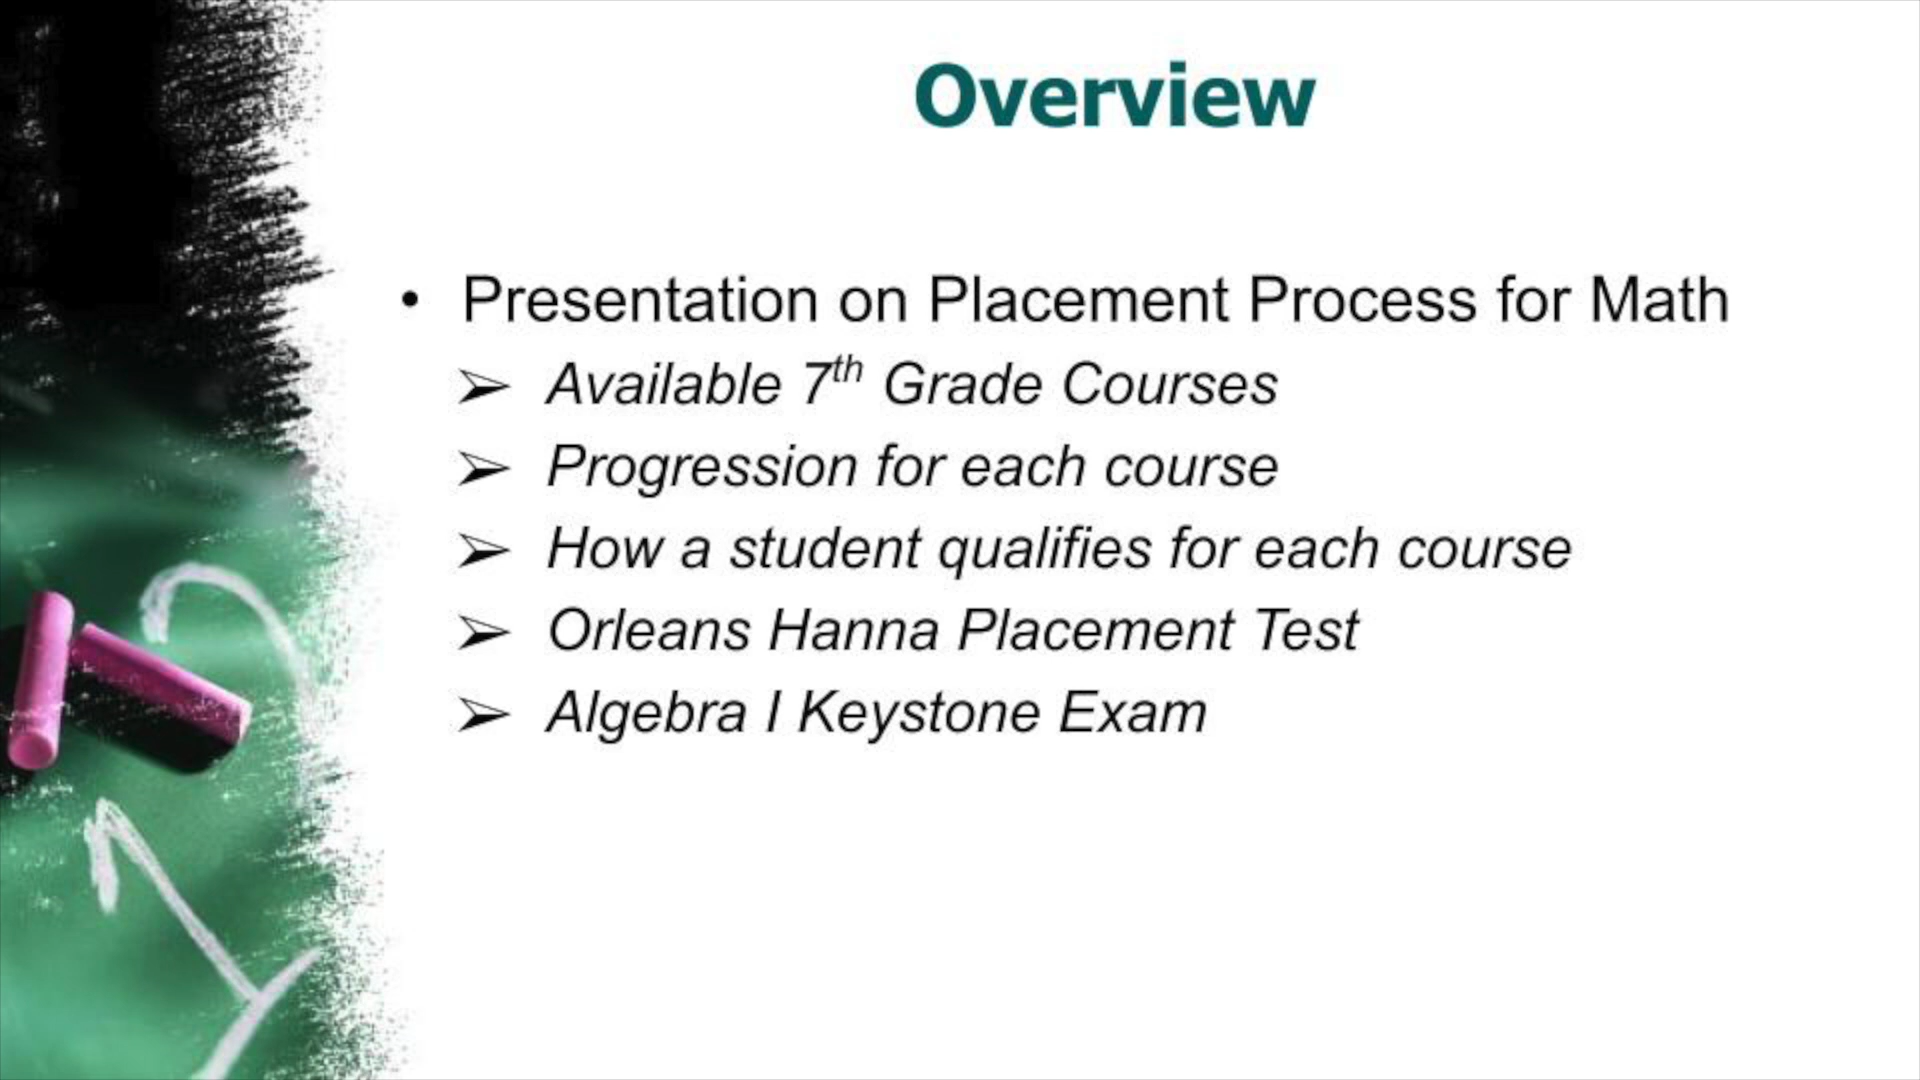 Overview
• Presentation on Placement Process for Math
➢ Available 7th Grade Courses
➢ Progression for each course
➢ How a student qualifies for each course
➢ Orleans Hanna Placement Test
➢ Algebra I Keystone Exam